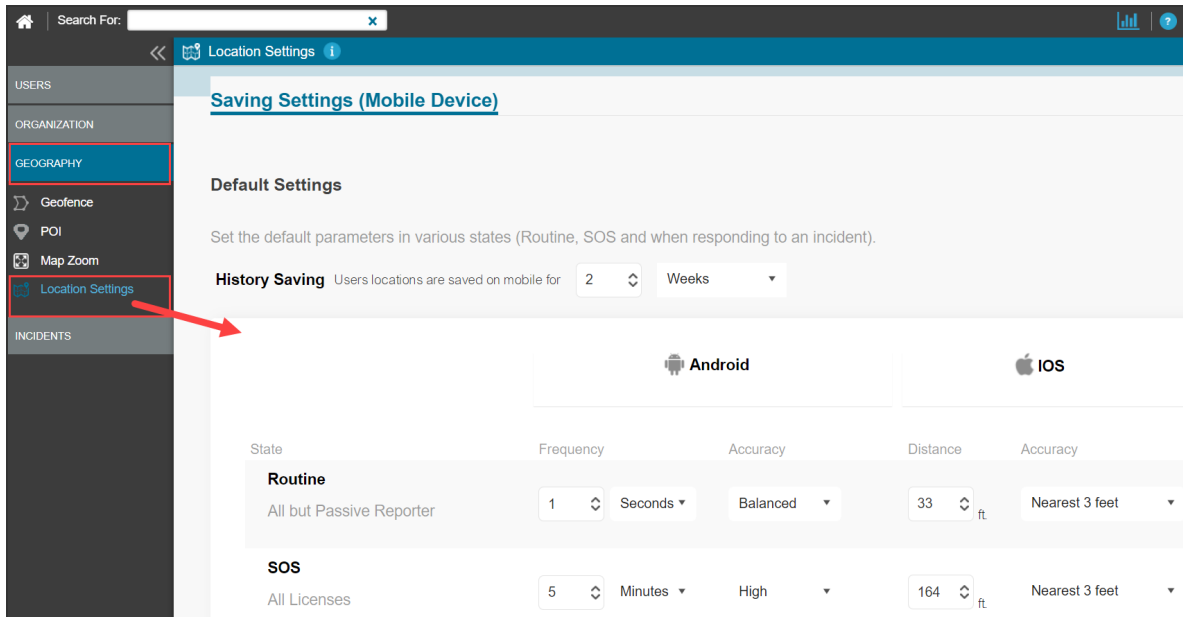 Search For:
Location Settings
USERS
ORGANIZATION
GEOGRAPHY
Geofence
POI
Map Zoom
Location Settings
INCIDENTS
Saving Settings (Mobile Device)
Default Settings
Set the default parameters in various states (Routine, SOS and when responding to an incident).
History Saving Users locations are saved on mobile for 2 Weeks
Android IOS
State Frequency Accuracy Distance Accuracy
Routine
All but Passive Reporter
1 Seconds Balanced 33 ft. Nearest 3 feet
SOS
All Licenses
5 Minutes High 164 ft. Nearest 3 feet